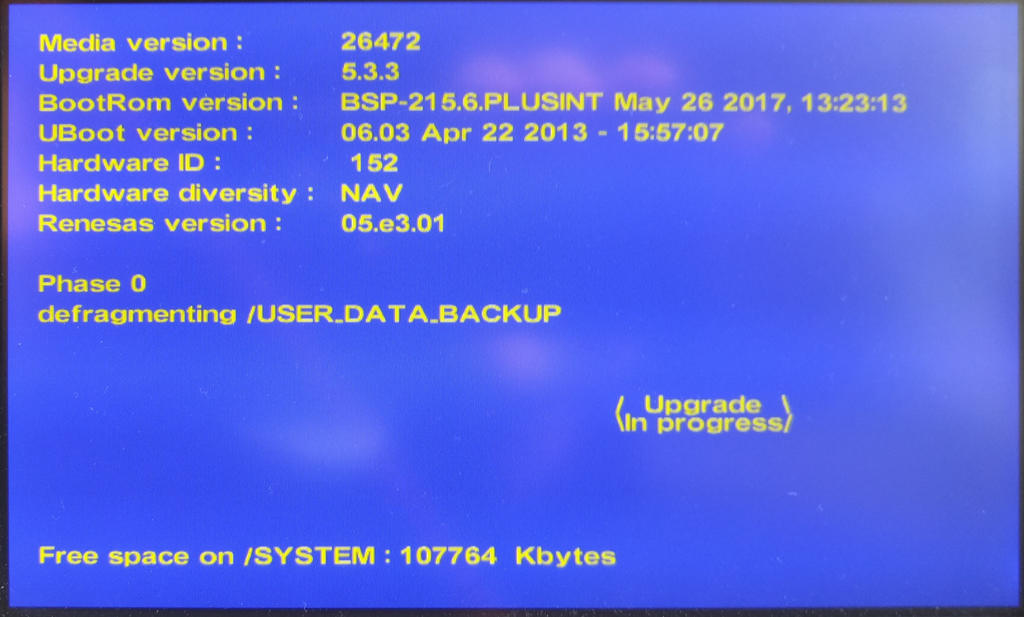 Media version : 26472
Upgrade version : 5.3.3
BootRom version : BSP-215.6.PLUSINT May 26 2017, 13:23:13
UBoot version : 06.03 Apr 22 2013 - 15:57:07
Hardware ID : 152
Hardware diversity : NAV
Renesas version : 05.e3.01
Phase 0
defragmenting /USER_DATA_BACKUP
/ Upgrade \
\In progress/
Free space on /SYSTEM : 107764 Kbytes